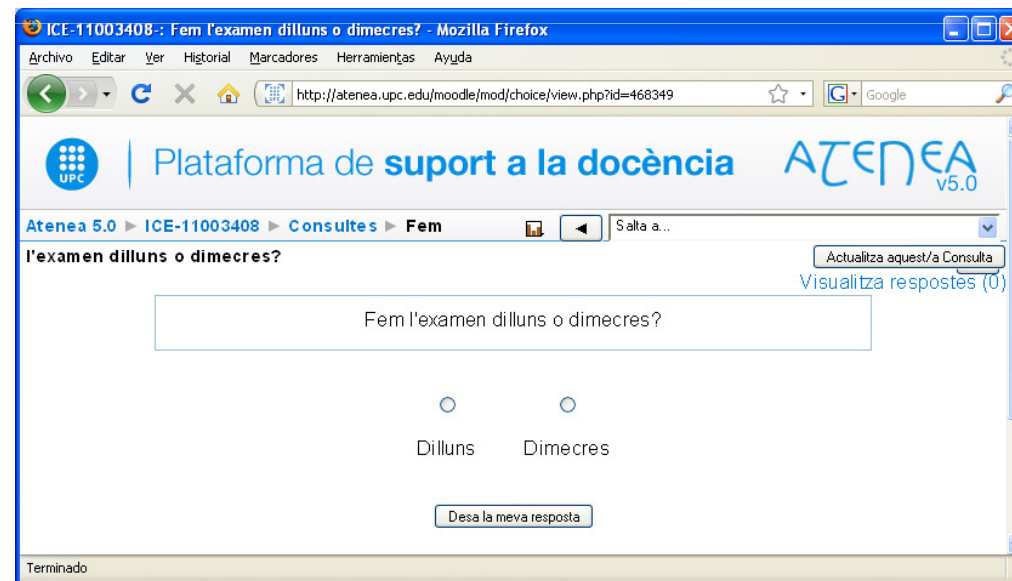 ICE-11003408-: Fem l'examen dilluns o dimecres? - Mozilla Firefox
Archivo Editar Ver Historial Marcadores Herramientas Ayuda
http://atenea.upc.edu/moodle/mod/choice/view.php?id=468349 G Google
UPC Plataforma de suport a la docència ATENEA v5.0
Atenea 5.0 ► ICE-11003408 ► Consultes ► Fem Salta a...
l'examen dilluns o dimecres? Actualitza aquest/a Consulta
Visualitza respostes (0)
Fem l'examen dilluns o dimecres?
Dilluns Dimecres
Desa la meva resposta
Terminado